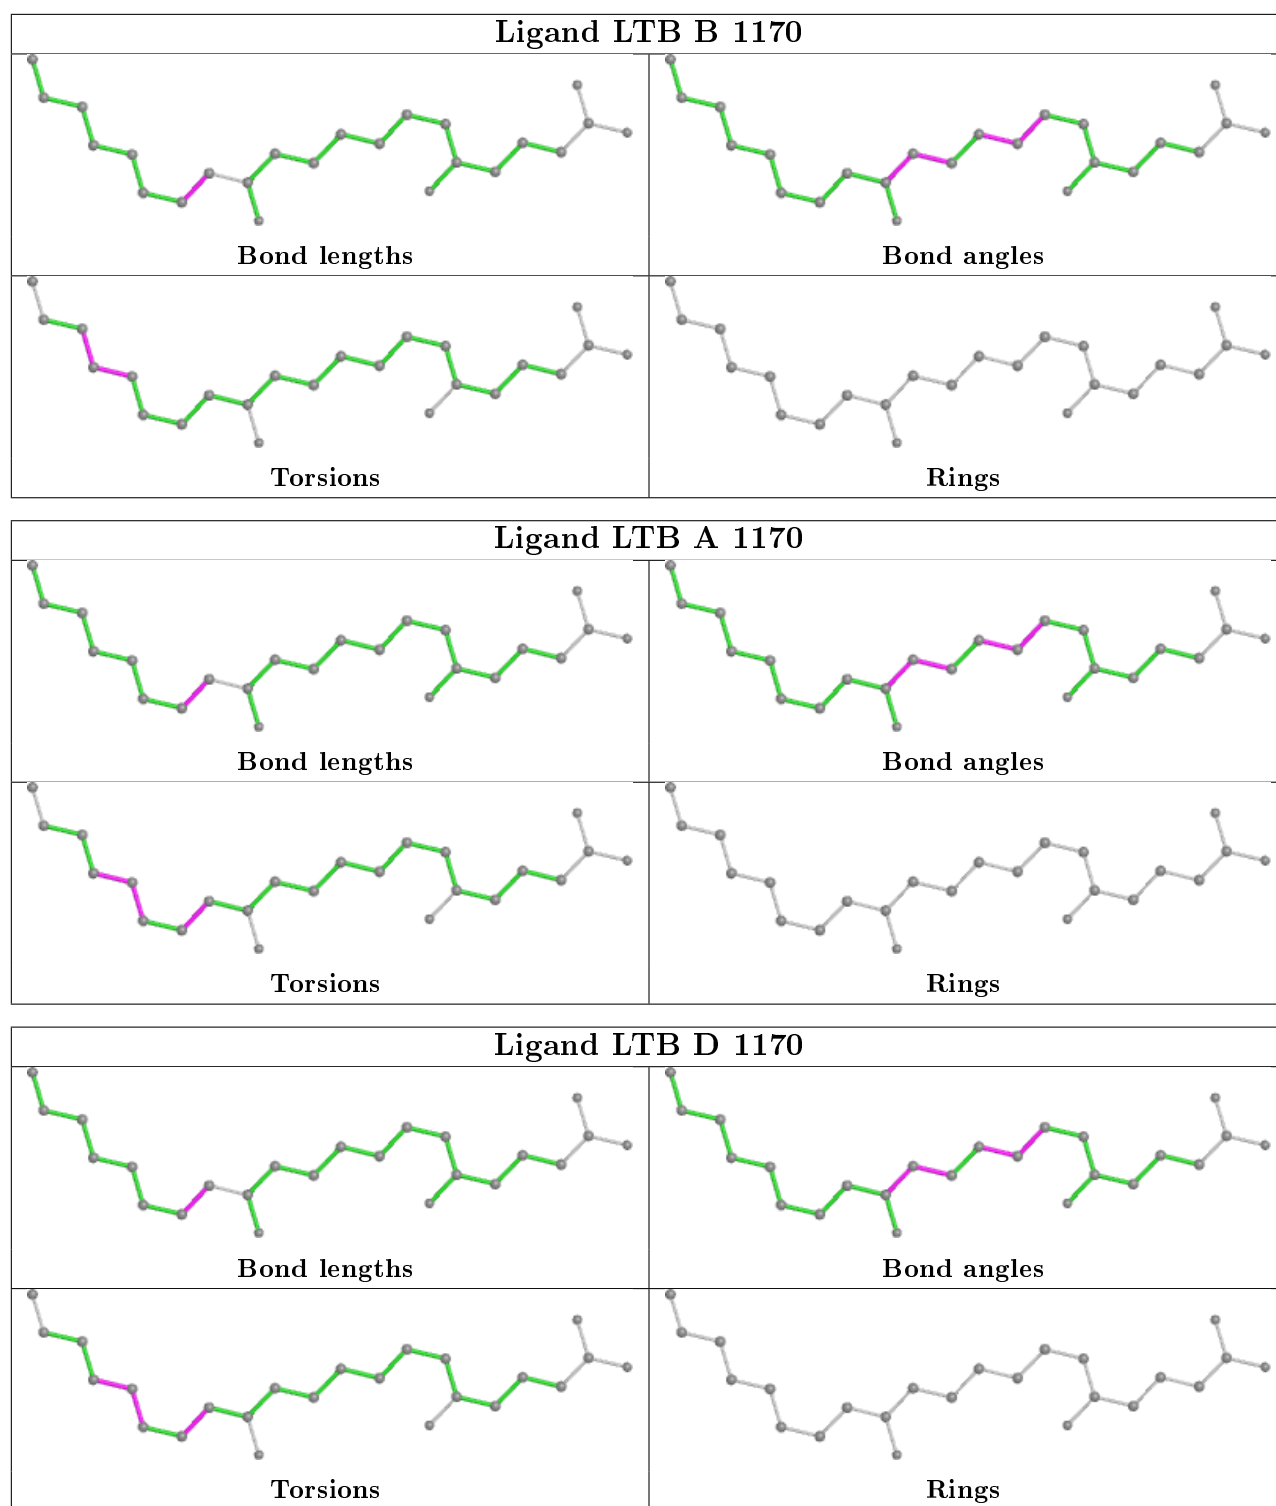 Ligand LTB B 1170
Bond lengths
Bond angles
Torsions
Rings
Ligand LTB A 1170
Bond lengths
Bond angles
Torsions
Rings
Ligand LTB D 1170
Bond lengths
Bond angles
Torsions
Rings